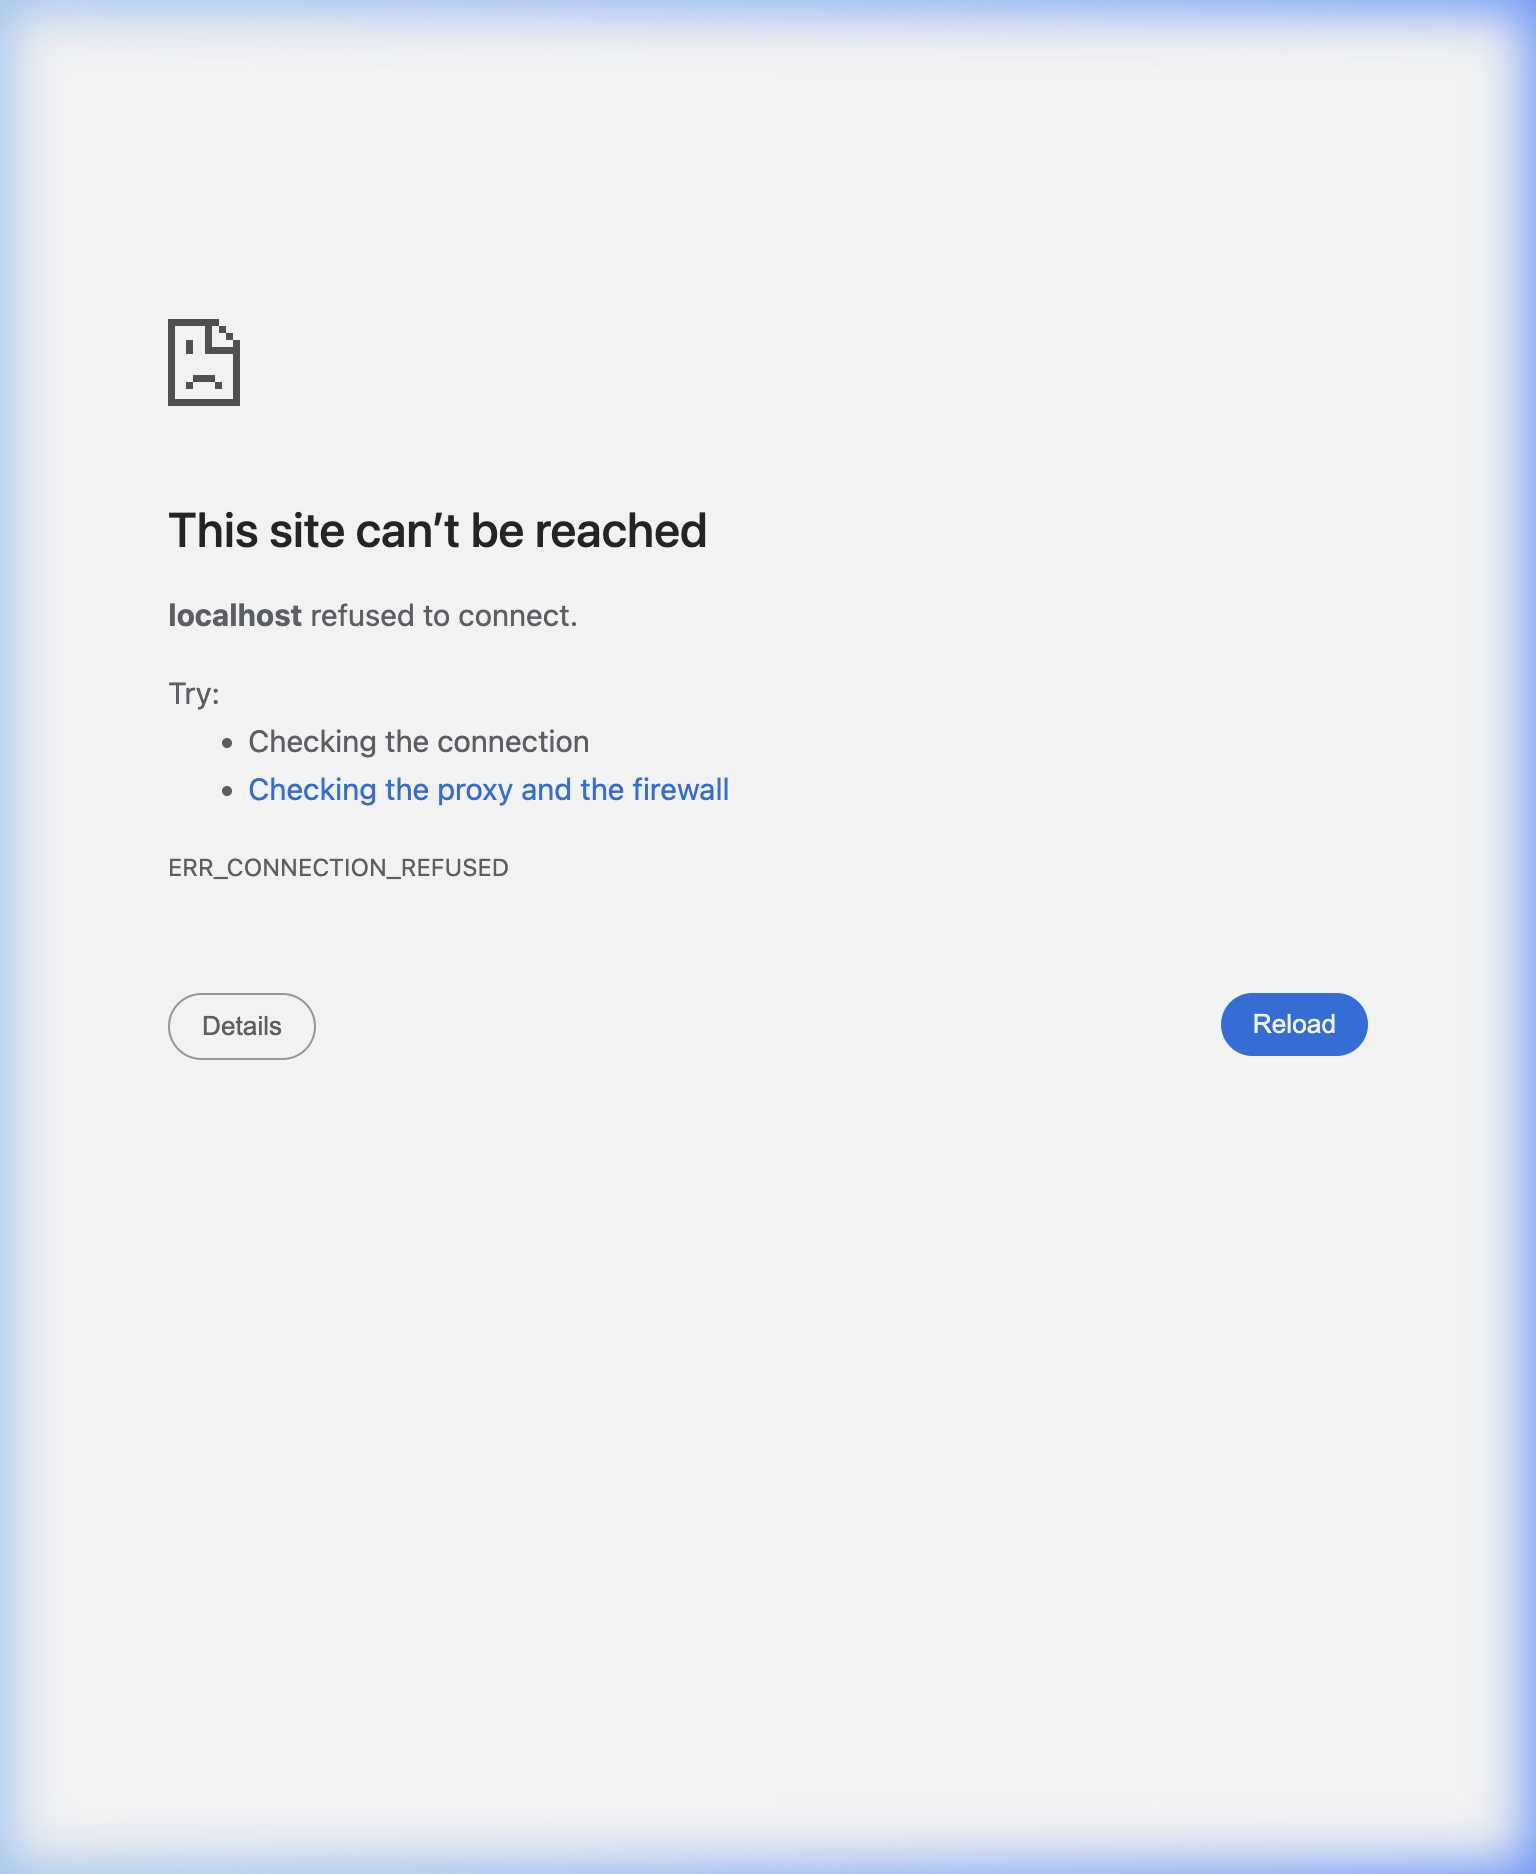 This site can’t be reached
localhost refused to connect.
Try:
• Checking the connection
• Checking the proxy and the firewall
ERR_CONNECTION_REFUSED
Details
Reload